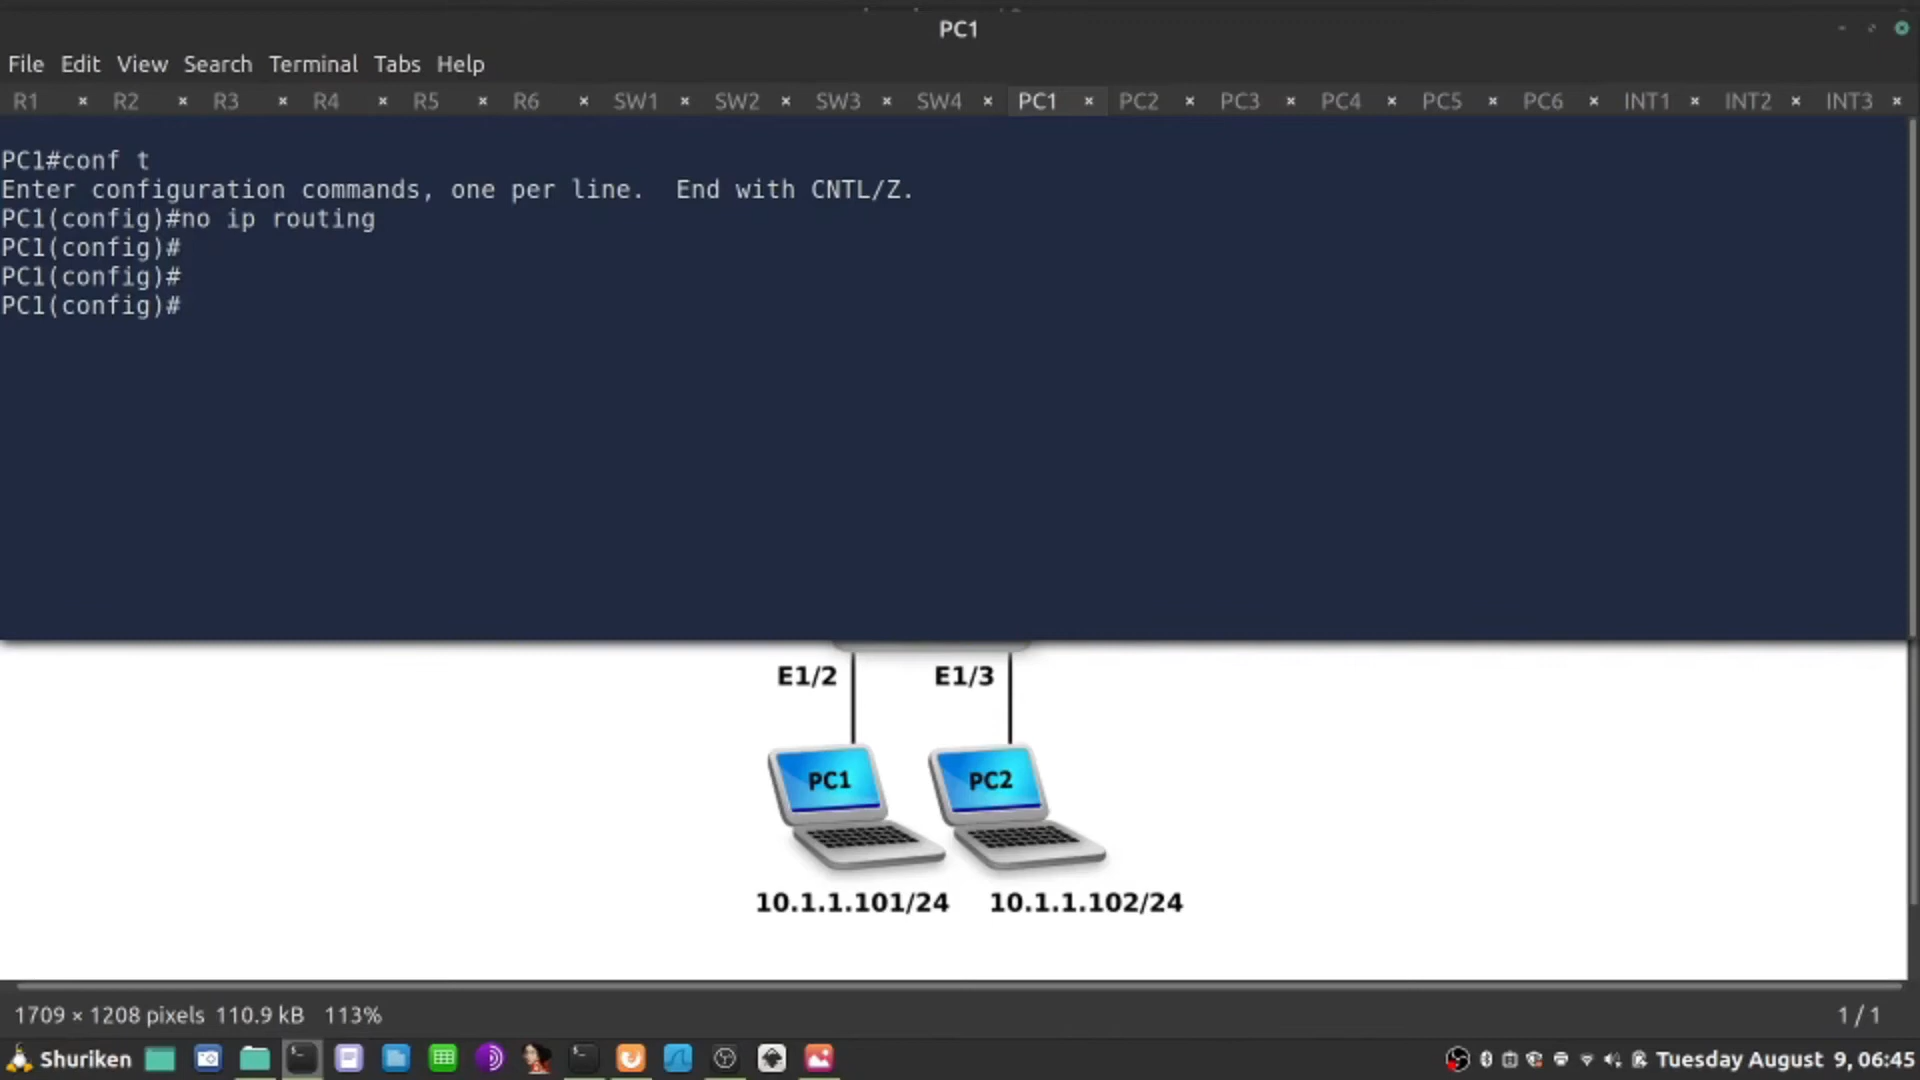 PC1
File Edit View Search Terminal Tabs Help
R1 × R2 × R3 × R4 × R5 × R6 × SW1 × SW2 × SW3 × SW4 × PC1 × PC2 × PC3 × PC4 × PC5 × PC6 × INT1 × INT2 × INT3 ×
PC1#conf t
Enter configuration commands, one per line.  End with CNTL/Z.
PC1(config)#no ip routing
PC1(config)#
PC1(config)#
PC1(config)#
E1/2 E1/3
PC1 PC2
10.1.1.101/24 10.1.1.102/24
1709 × 1208 pixels 110.9 kB 113% 1 / 1
Shuriken Tuesday August 9, 06:45